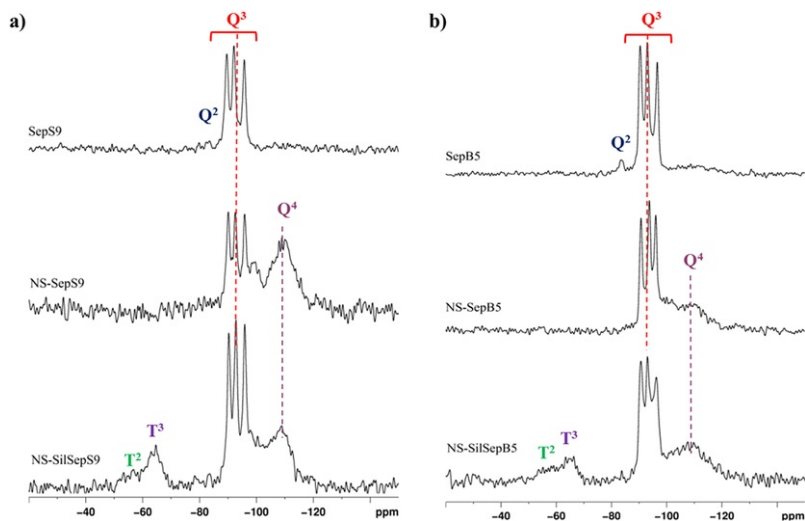 a)
Q³
Q²
SepS9
Q⁴
NS-SepS9
T³
T²
NS-SilSepS9
−40 −60 −80 −100 −120 ppm
b)
Q³
Q²
SepB5
Q⁴
NS-SepB5
T³
T²
NS-SilSepB5
−40 −60 −80 −100 −120 ppm